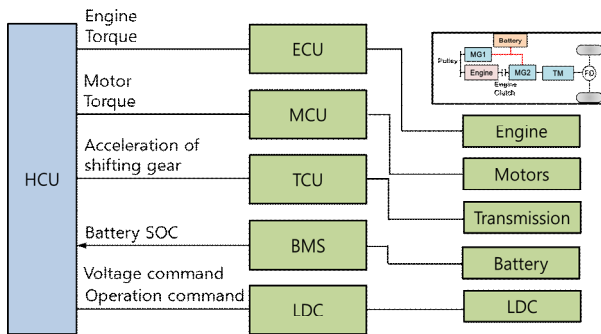 Engine
Torque
ECU
Motor
Torque
MCU
HCU
Acceleration of
shifting gear
TCU
Battery SOC
BMS
Voltage command
Operation command
LDC
Battery
MG1
Pulley
Engine
MG2
TM
FD
Engine
Clutch
Engine
Motors
Transmission
Battery
LDC